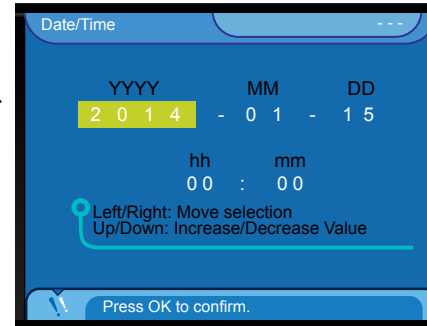 Date/Time - - -
YYYY MM DD
2 0 1 4 - 0 1 - 1 5
hh mm
0 0 : 0 0
Left/Right: Move selection
Up/Down: Increase/Decrease Value
Press OK to confirm.